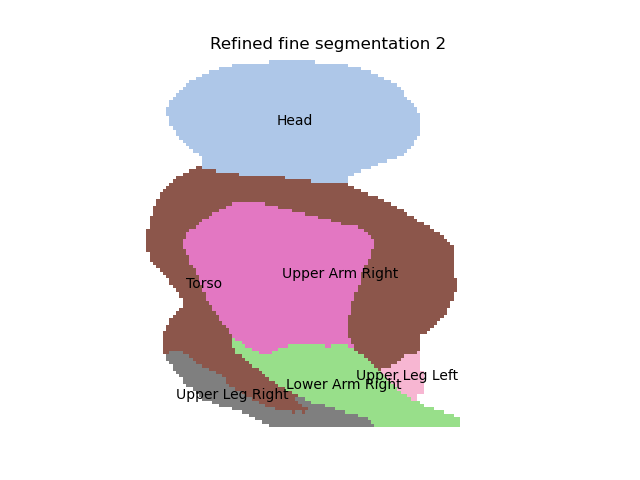 Refined fine segmentation 2
Head
Upper Arm Right
Torso
Upper Leg Left
Lower Arm Right
Upper Leg Right